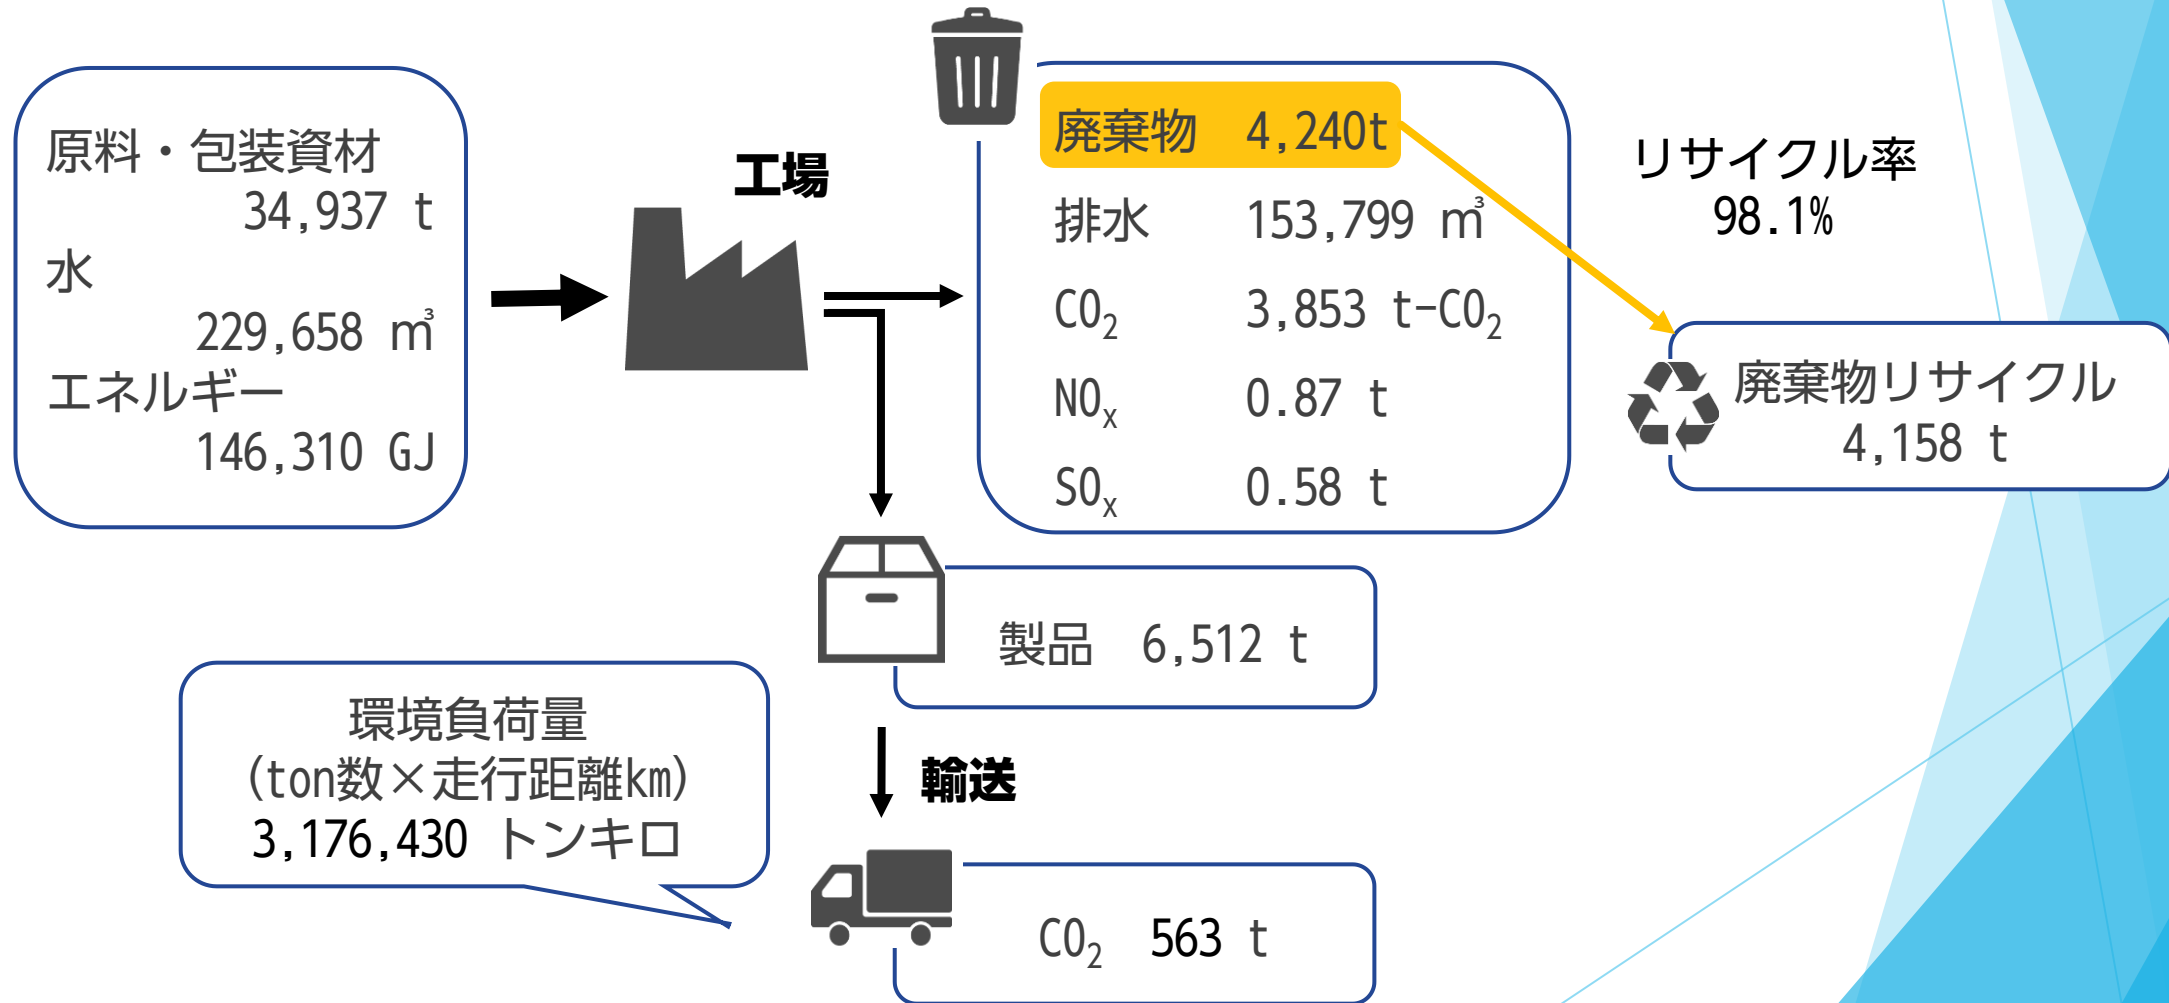 原料・包装資材
34,937 t
水
229,658 ㎥
エネルギー
146,310 GJ
工場
廃棄物 4,240t
排水 153,799 ㎥
CO₂ 3,853 t-CO₂
NOₓ 0.87 t
SOₓ 0.58 t
リサイクル率
98.1%
廃棄物リサイクル
4,158 t
製品 6,512 t
環境負荷量
(ton数×走行距離km)
3,176,430 トンキロ
輸送
CO₂ 563 t